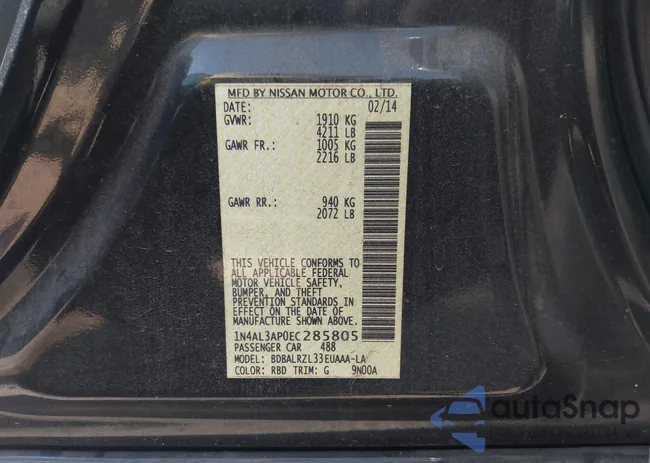 MFD BY NISSAN MOTOR CO., LTD.
DATE: 02/14
GVWR: 1910 KG
4211 LB
GAWR FR.: 1005 KG
2216 LB
GAWR RR.: 940 KG
2072 LB
THIS VEHICLE CONFORMS TO
ALL APPLICABLE FEDERAL
MOTOR VEHICLE SAFETY,
BUMPER, AND THEFT
PREVENTION STANDARDS IN
EFFECT ON THE DATE OF
MANUFACTURE SHOWN ABOVE.
1N4AL3AP0EC285805
PASSENGER CAR 488
MODEL: BDBALRZL33EUAAA-LA
COLOR: RBD TRIM: G 9N00A
autoSnap